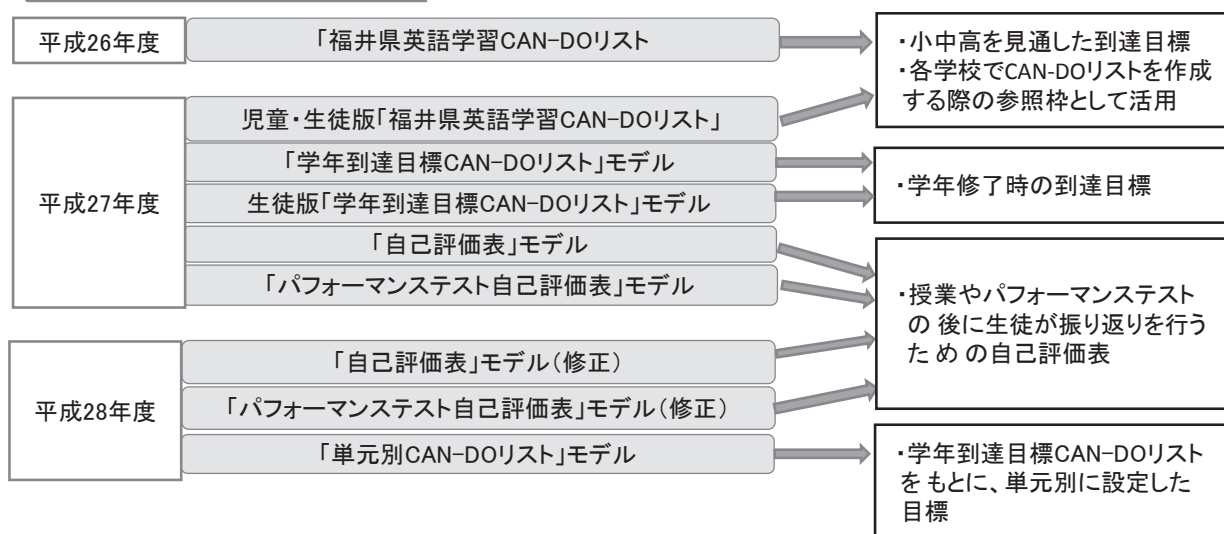 平成26年度
「福井県英語学習CAN-DOリスト
・小中高を見通した到達目標
・各学校でCAN-DOリストを作成
する際の参照枠として活用
平成27年度
児童・生徒版「福井県英語学習CAN-DOリスト」
「学年到達目標CAN-DOリスト」モデル
生徒版「学年到達目標CAN-DOリスト」モデル
「自己評価表」モデル
「パフォーマンステスト自己評価表」モデル
・学年修了時の到達目標
・授業やパフォーマンステスト
の 後に生徒が振り返りを行う
た め の自己評価表
平成28年度
「自己評価表」モデル(修正)
「パフォーマンステスト自己評価表」モデル(修正)
「単元別CAN-DOリスト」モデル
・学年到達目標CAN-DOリスト
を もとに、単元別に設定した
目標